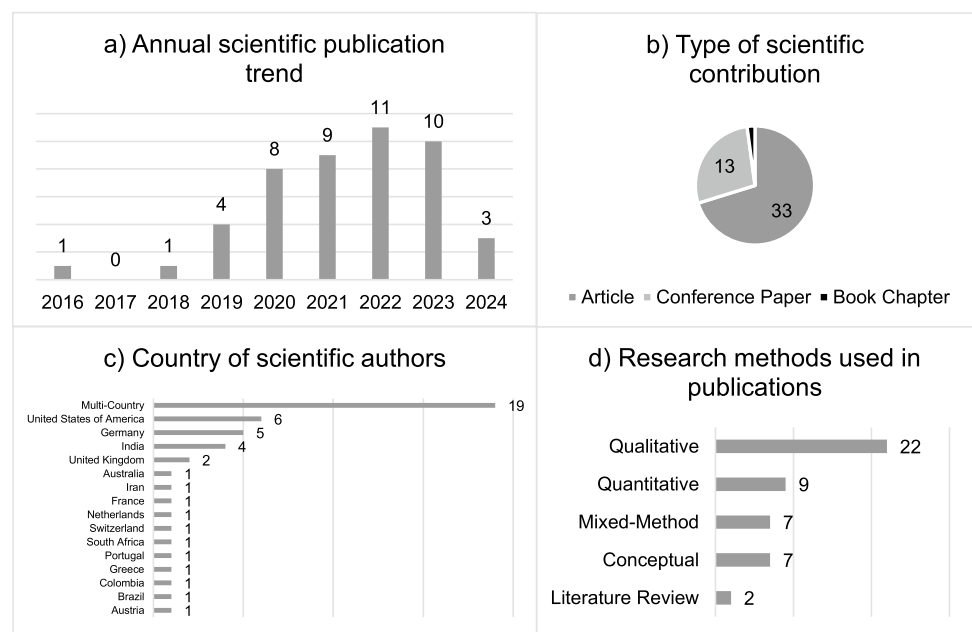 a) Annual scientific publication
trend
11
10
9
8
4
3
1
0
1
2016 2017 2018 2019 2020 2021 2022 2023 2024
b) Type of scientific
contribution
13
33
Article Conference Paper Book Chapter
c) Country of scientific authors
Multi-Country 19
United States of America 6
Germany 5
India 4
United Kingdom 2
Australia 1
Iran 1
France 1
Netherlands 1
Switzerland 1
South Africa 1
Portugal 1
Greece 1
Colombia 1
Brazil 1
Austria 1
d) Research methods used in
publications
Qualitative 22
Quantitative 9
Mixed-Method 7
Conceptual 7
Literature Review 2